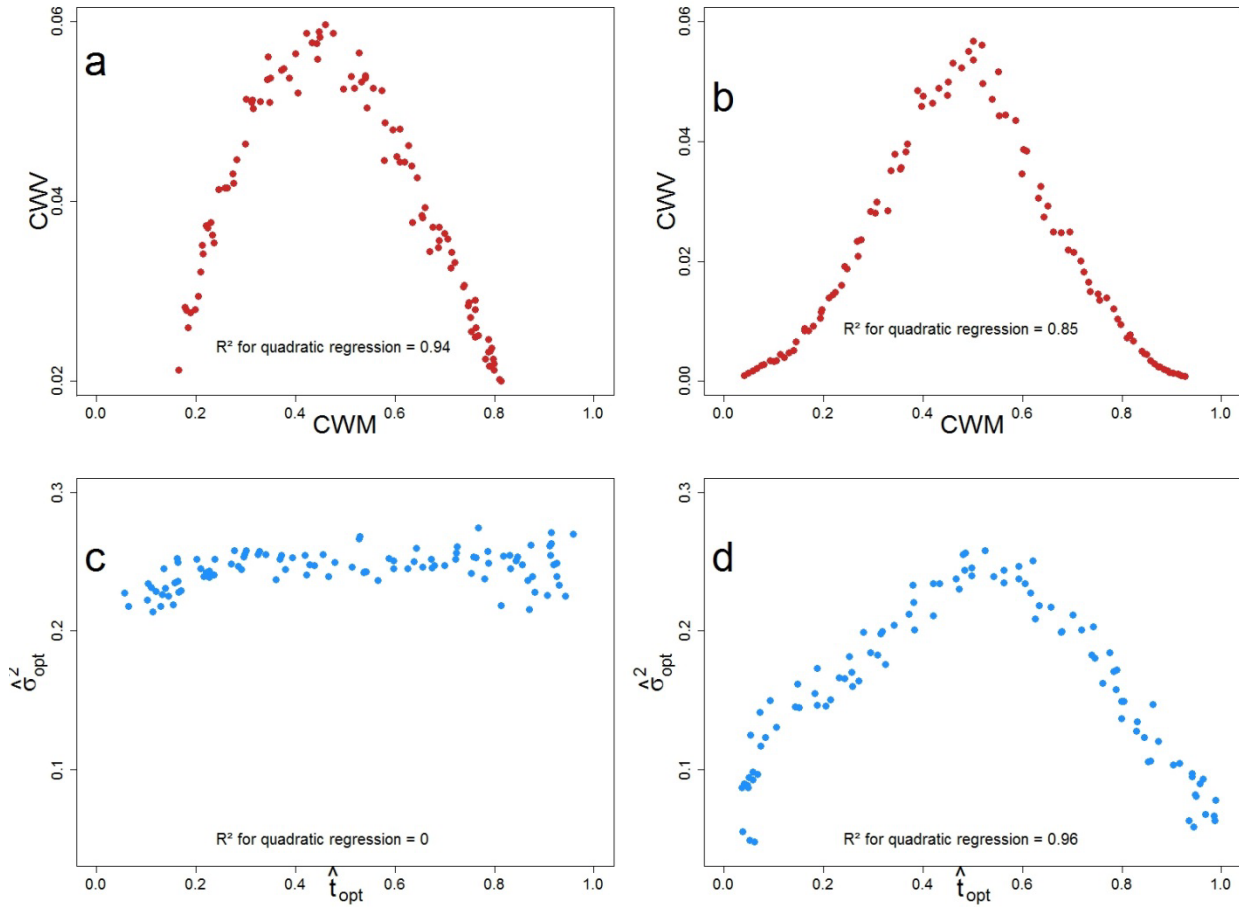 a
0.06
0.04
0.02
CWV
R² for quadratic regression = 0.94
0.0 0.2 0.4 0.6 0.8 1.0
CWM
b
0.06
0.04
0.02
0.00
CWV
R² for quadratic regression = 0.85
0.0 0.2 0.4 0.6 0.8 1.0
CWM
c
0.3
0.2
0.1
σ̂²opt
R² for quadratic regression = 0
0.0 0.2 0.4 0.6 0.8 1.0
t̂opt
d
0.3
0.2
0.1
σ̂²opt
R² for quadratic regression = 0.96
0.0 0.2 0.4 0.6 0.8 1.0
t̂opt